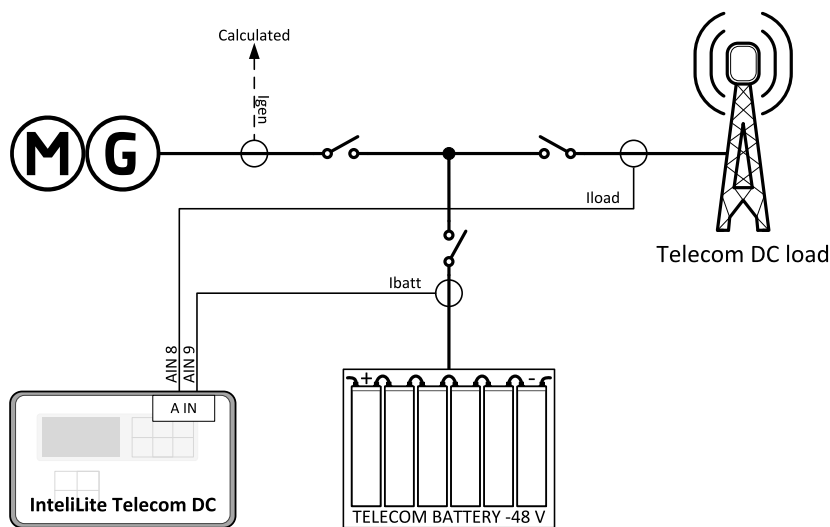 Calculated
Igen
M G
Iload
Telecom DC load
Ibatt
AIN 8
AIN 9
A IN
+ -
InteliLite Telecom DC
TELECOM BATTERY -48 V